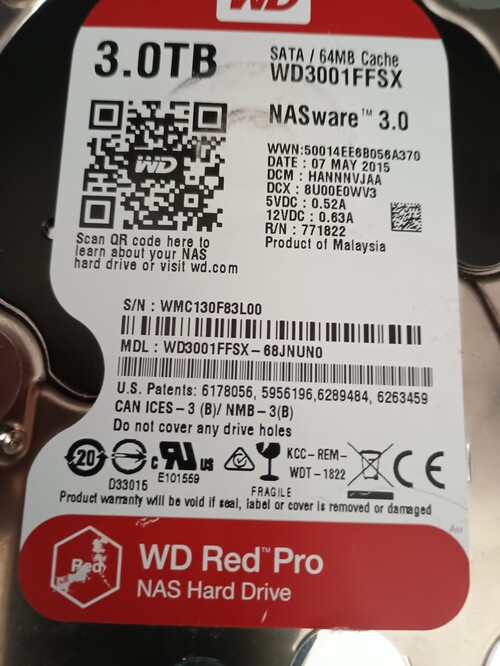 WD
3.0TB
SATA / 64MB Cache
WD3001FFSX
NASware™ 3.0
WD
WWN:50014EE6B056A370
DATE : 07 MAY 2015
DCM : HANNNVJAA
DCX : 8U00E0WV3
5VDC : 0.52A
12VDC : 0.63A
R/N : 771822
Product of Malaysia
Scan QR code here to
learn about your NAS
hard drive or visit wd.com
S/N : WMC130F83L00
MDL : WD3001FFSX-68JNUN0
U.S. Patents: 6178056, 5956196,6289484, 6263459
CAN ICES-3 (B)/ NMB-3(B)
Do not cover any drive holes
20
D33015
c RU us
E101559
FRAGILE
KCC-REM-
WDT-1822
CE
Product warranty will be void if seal, label or cover is removed or damaged
AM
Red
WD Red™ Pro
NAS Hard Drive